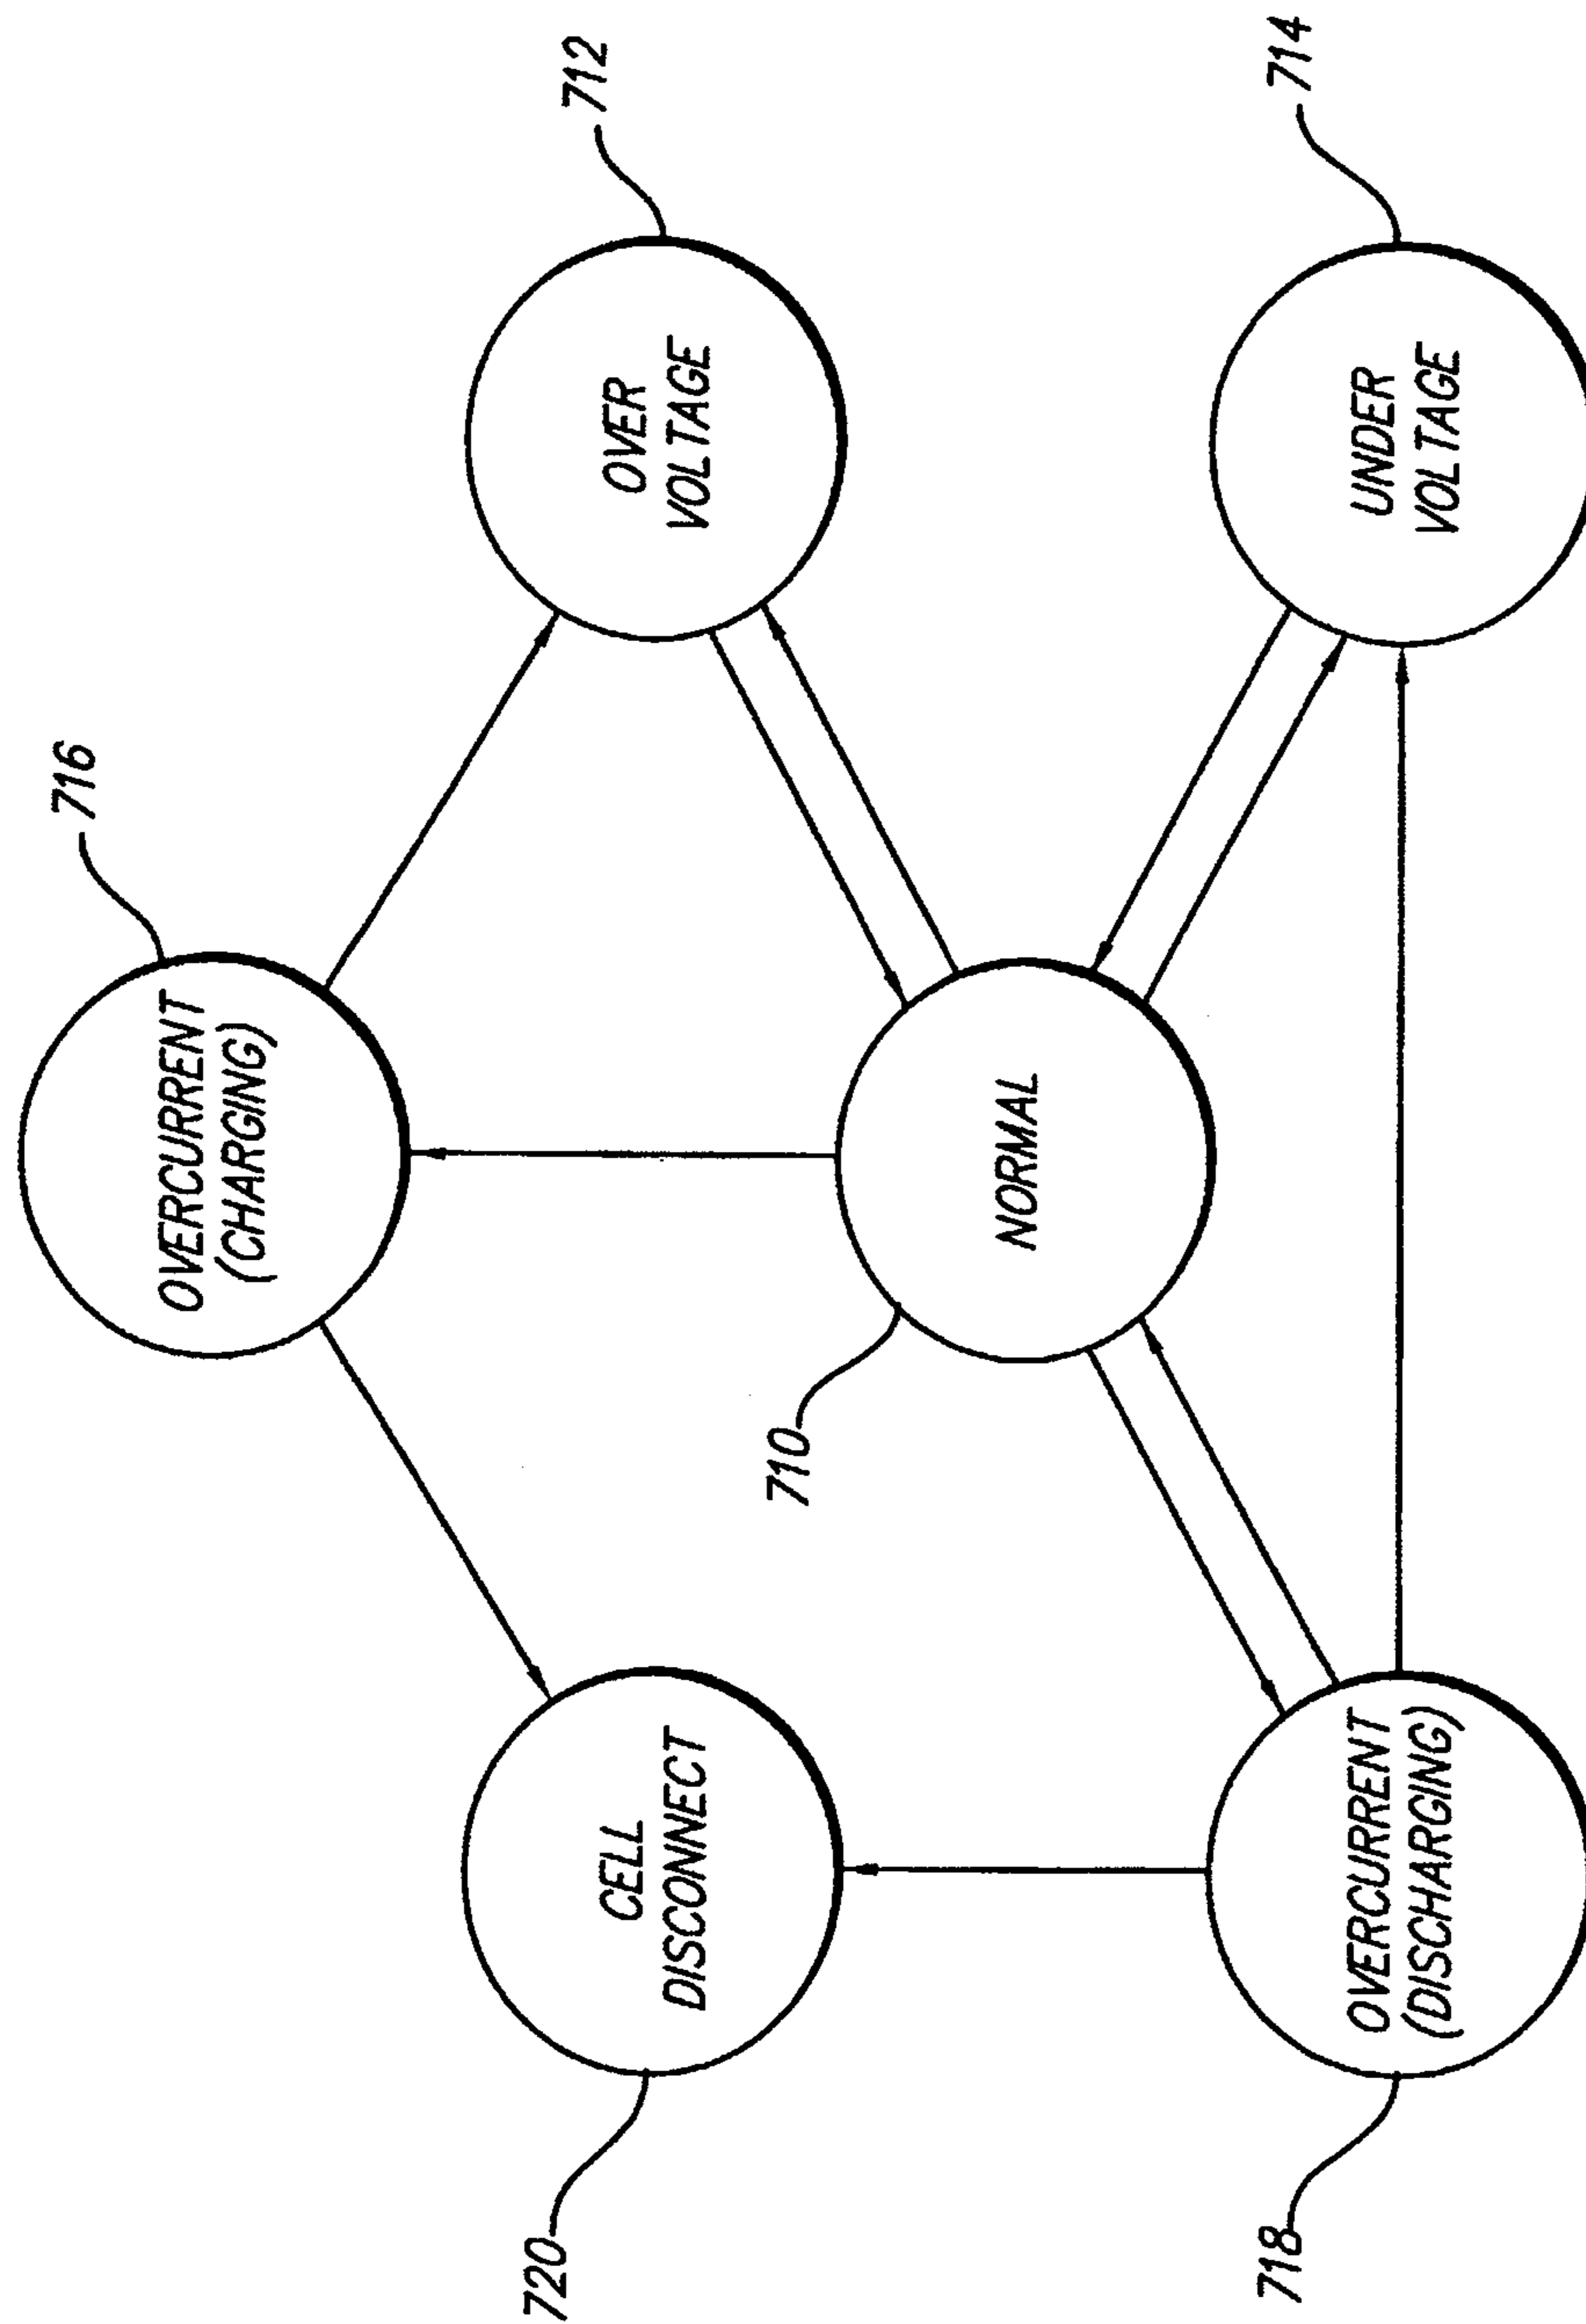 716
OVERCURRENT
(CHARGING)
720
CELL
DISCONNECT
OVER
VOLTAGE
712
710
NORMAL
718
OVERCURRENT
(DISCHARGING)
UNDER
VOLTAGE
714